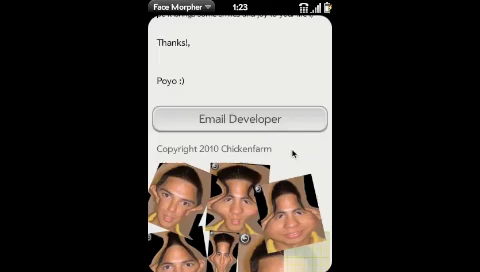 Face Morpher
1:23
Thanks!,
Poyo :)
Email Developer
Copyright 2010 Chickenfarm